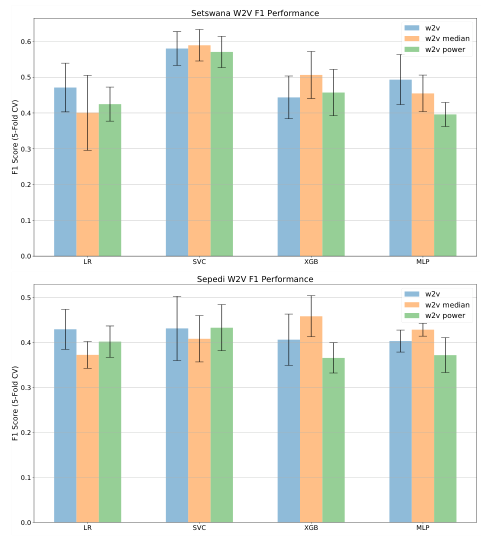 Setswana W2V F1 Performance
F1 Score (5-Fold CV)
0.6
0.5
0.4
0.3
0.2
0.1
0.0
w2v
w2v median
w2v power
LR
SVC
XGB
MLP
Sepedi W2V F1 Performance
F1 Score (5-Fold CV)
0.5
0.4
0.3
0.2
0.1
0.0
w2v
w2v median
w2v power
LR
SVC
XGB
MLP